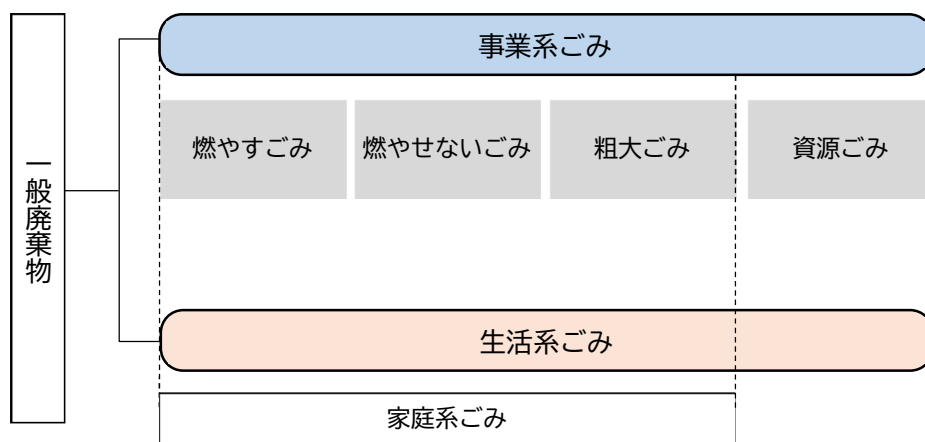 一般廃棄物
事業系ごみ
燃やすごみ
燃やせないごみ
粗大ごみ
資源ごみ
生活系ごみ
家庭系ごみ